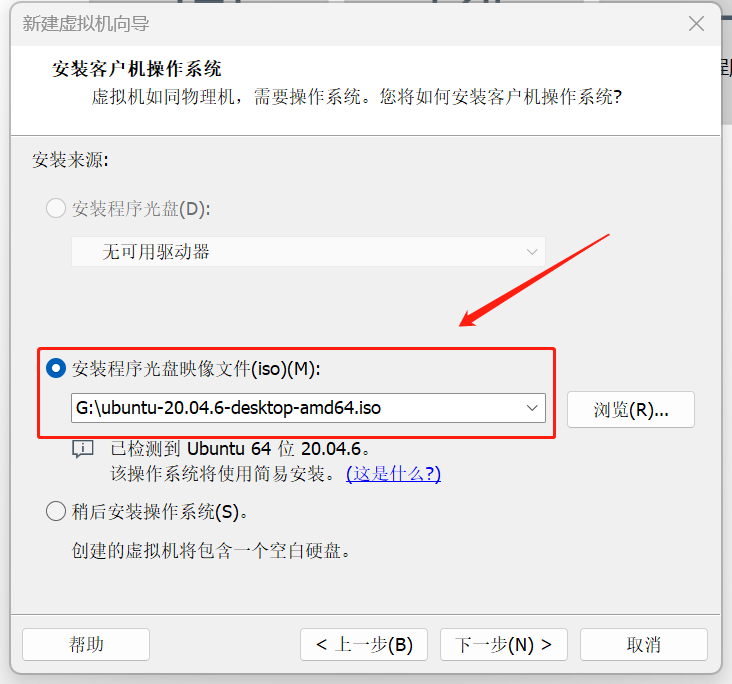 新建虚拟机向导
安装客户机操作系统
虚拟机如同物理机，需要操作系统。您将如何安装客户机操作系统?
安装来源:
安装程序光盘(D):
无可用驱动器
安装程序光盘映像文件(iso)(M):
G:\ubuntu-20.04.6-desktop-amd64.iso
浏览(R)...
已检测到 Ubuntu 64 位 20.04.6。
该操作系统将使用简易安装。 (这是什么?)
稍后安装操作系统(S)。
创建的虚拟机将包含一个空白硬盘。
帮助
< 上一步(B)
下一步(N) >
取消